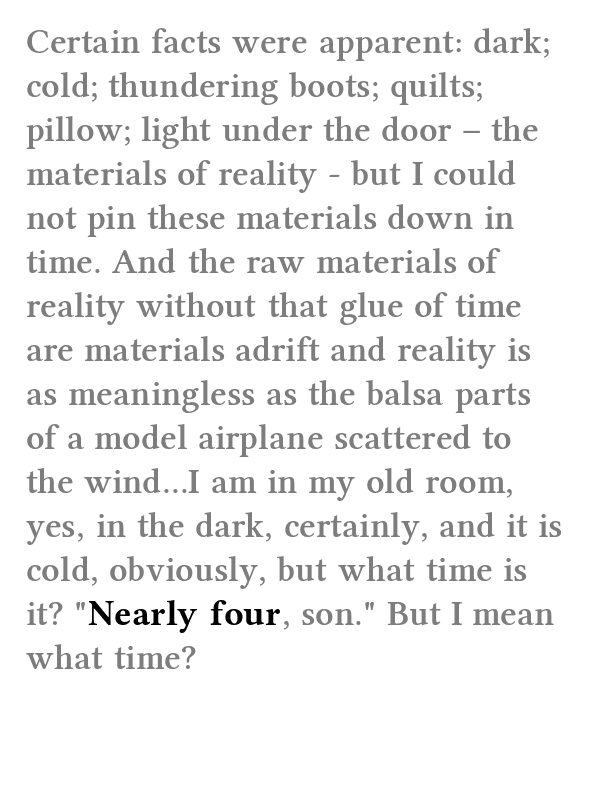 Certain facts were apparent: dark;
cold; thundering boots; quilts;
pillow; light under the door – the
materials of reality - but I could
not pin these materials down in
time. And the raw materials of
reality without that glue of time
are materials adrift and reality is
as meaningless as the balsa parts
of a model airplane scattered to
the wind...I am in my old room,
yes, in the dark, certainly, and it is
cold, obviously, but what time is
it? "Nearly four, son." But I mean
what time?